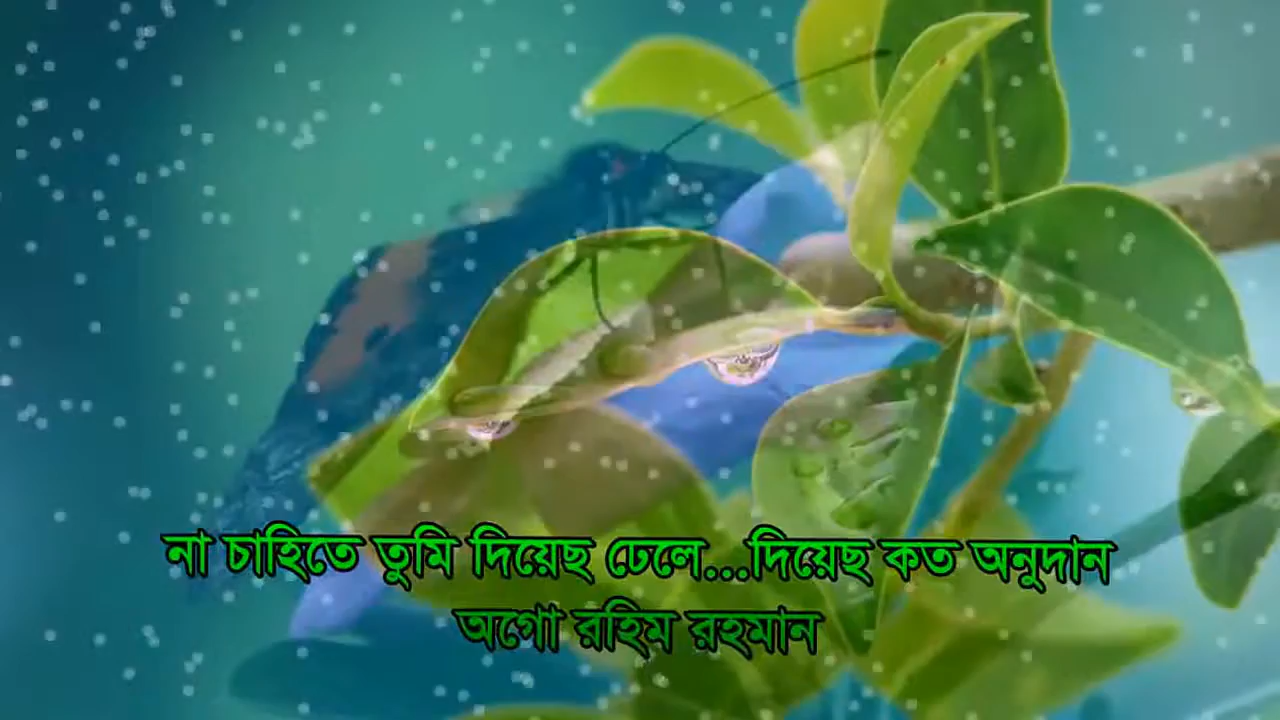 না চাহিতে তুমি দিয়েছ ঢেলে...দিয়েছ কত অনুদান
অগো রহিম রহমান